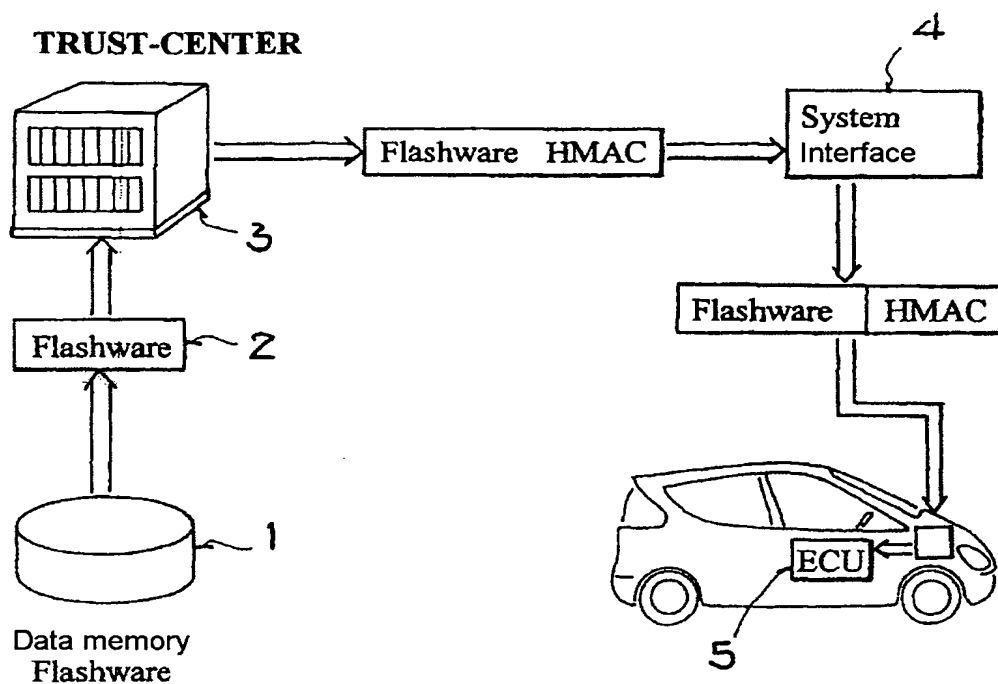 TRUST-CENTER
4
System
Interface
Flashware HMAC
3
Flashware HMAC
Flashware
2
1
ECU
5
Data memory
Flashware